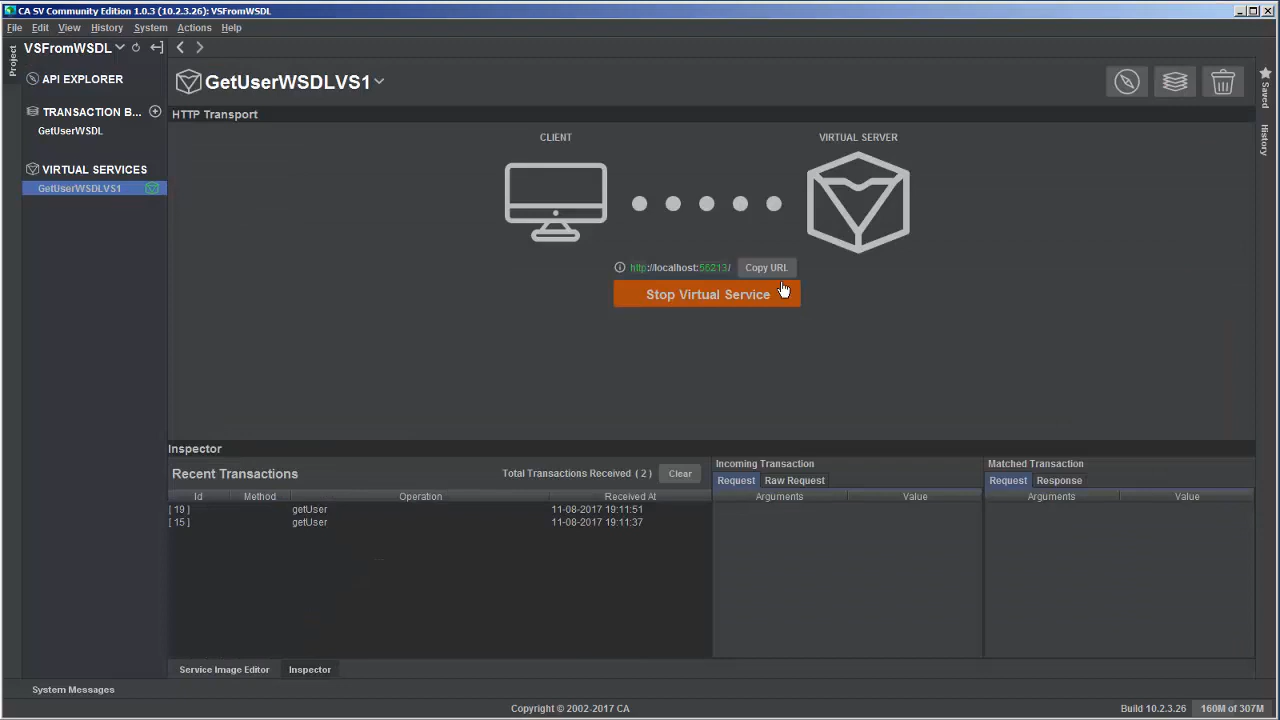 CA SV Community Edition 1.0.3 (10.2.3.26): VSFromWSDL
File Edit View History System Actions Help
Project
VSFromWSDL
API EXPLORER
TRANSACTION B...
GetUserWSDL
VIRTUAL SERVICES
GetUserWSDLVS1
GetUserWSDLVS1
Saved
History
HTTP Transport
CLIENT
VIRTUAL SERVER
http://localhost:56213/ Copy URL
Stop Virtual Service
Inspector
Recent Transactions Total Transactions Received ( 2 ) Clear
Id Method Operation Received At
[ 19 ] getUser 11-08-2017 19:11:51
[ 15 ] getUser 11-08-2017 19:11:37
Incoming Transaction
Request Raw Request
Arguments Value
Matched Transaction
Request Response
Arguments Value
Service Image Editor Inspector
System Messages
Copyright © 2002-2017 CA
Build 10.2.3.26 160M of 307M